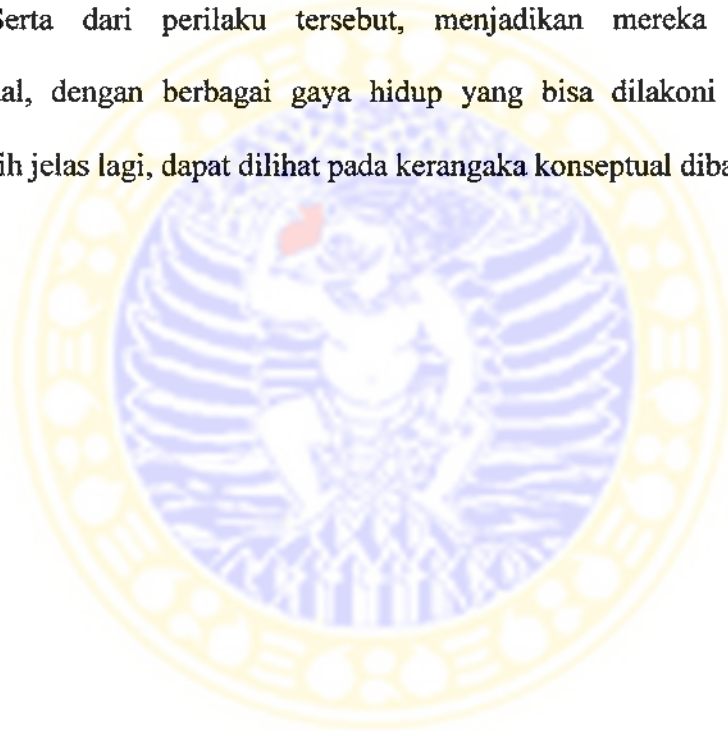 Serta dari perilaku tersebut, menjadikan mereka
al, dengan berbagai gaya hidup yang bisa dilakoni
ih jelas lagi, dapat dilihat pada kerangaka konseptual diba